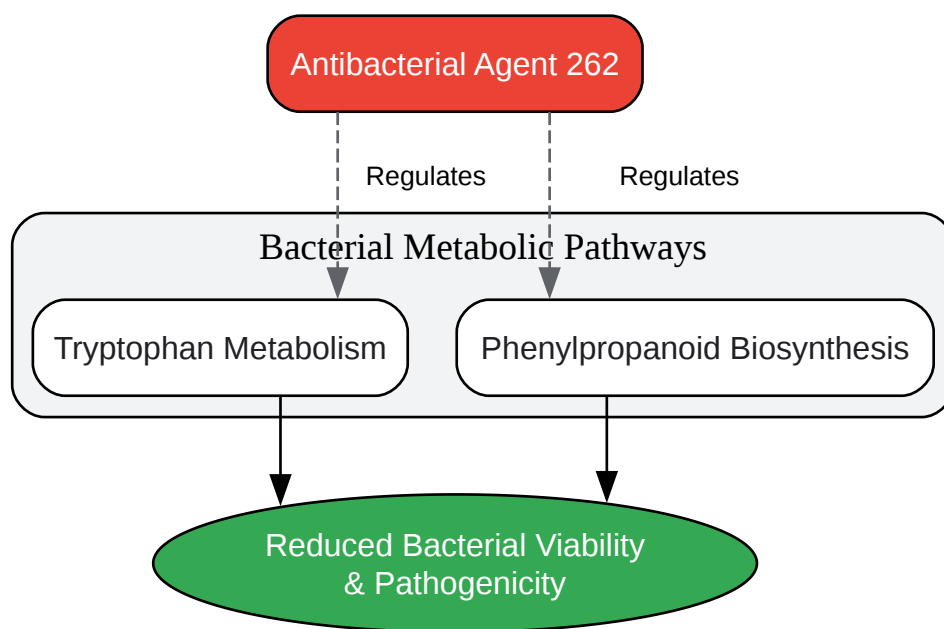 Antibacterial Agent 262
Regulates
Regulates
Bacterial Metabolic Pathways
Tryptophan Metabolism
Phenylpropanoid Biosynthesis
Reduced Bacterial Viability
& Pathogenicity